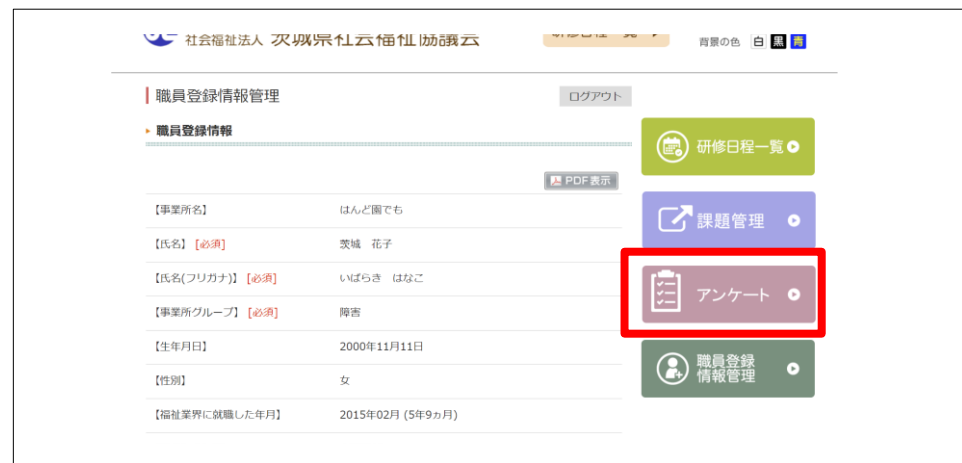 社会福祉法人 茨城県社会福祉協議会
研修日程一覧
背景の色 白 黒 青
職員登録情報管理
ログアウト
職員登録情報
研修日程一覧
PDF表示
【事業所名】 はんど園でも
課題管理
【氏名】 [必須] 茨城 花子
【氏名(フリガナ)】 [必須] いばらき はなこ
アンケート
【事業所グループ】 [必須] 障害
【生年月日】 2000年11月11日
職員登録
情報管理
【性別】 女
【福祉業界に就職した年月】 2015年02月 (5年9ヵ月)